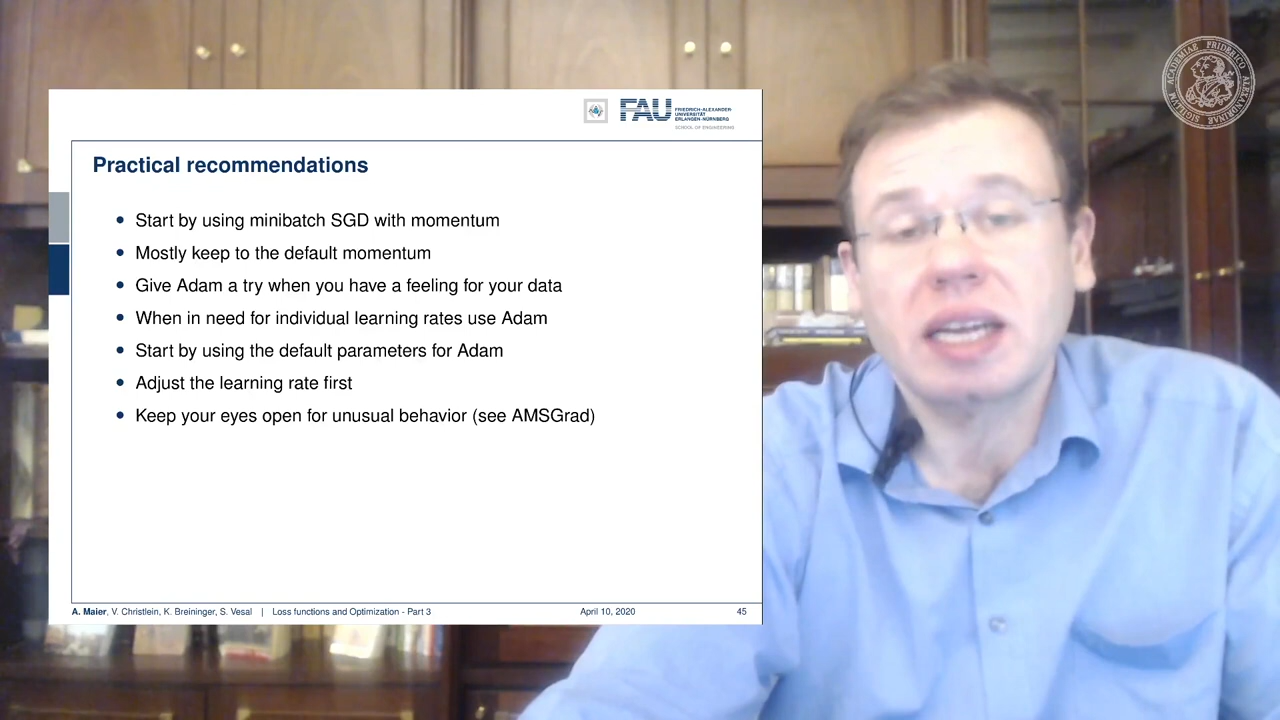 ACADEMIAE FRIDERICO ALEXANDRINAE SIGILLVM
FAU
FRIEDRICH-ALEXANDER-
UNIVERSITÄT
ERLANGEN-NÜRNBERG
SCHOOL OF ENGINEERING
Practical recommendations
• Start by using minibatch SGD with momentum
• Mostly keep to the default momentum
• Give Adam a try when you have a feeling for your data
• When in need for individual learning rates use Adam
• Start by using the default parameters for Adam
• Adjust the learning rate first
• Keep your eyes open for unusual behavior (see AMSGrad)
A. Maier, V. Christlein, K. Breininger, S. Vesal | Loss functions and Optimization - Part 3 April 10, 2020 45